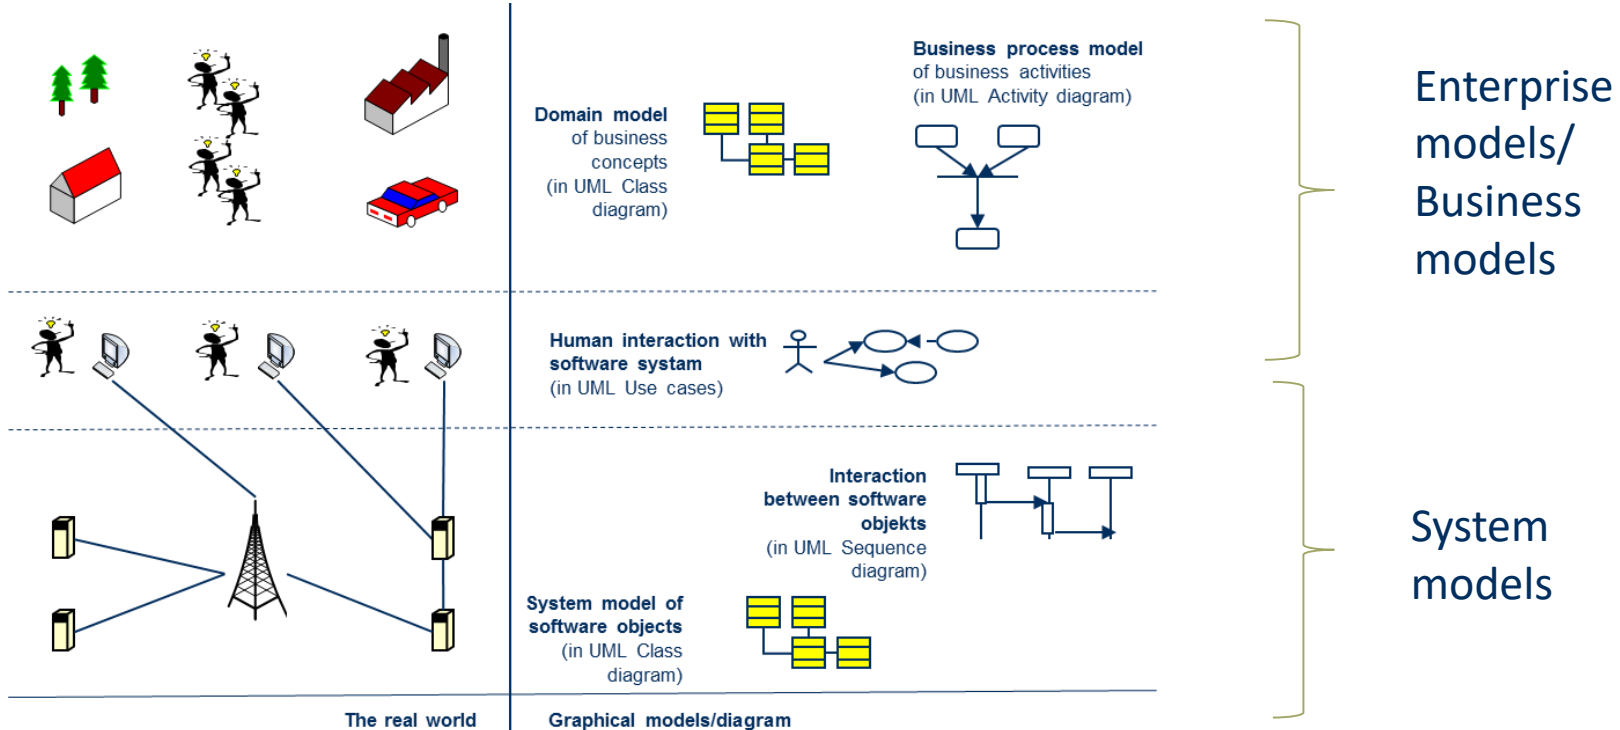 Business process model
of business activities
(in UML Activity diagram)
Domain model
of business
concepts
(in UML Class
diagram)
Enterprise
models/
Business
models
Human interaction with
software systam
(in UML Use cases)
Interaction
between software
objekts
(in UML Sequence
diagram)
System
models
System model of
software objects
(in UML Class
diagram)
The real world
Graphical models/diagram